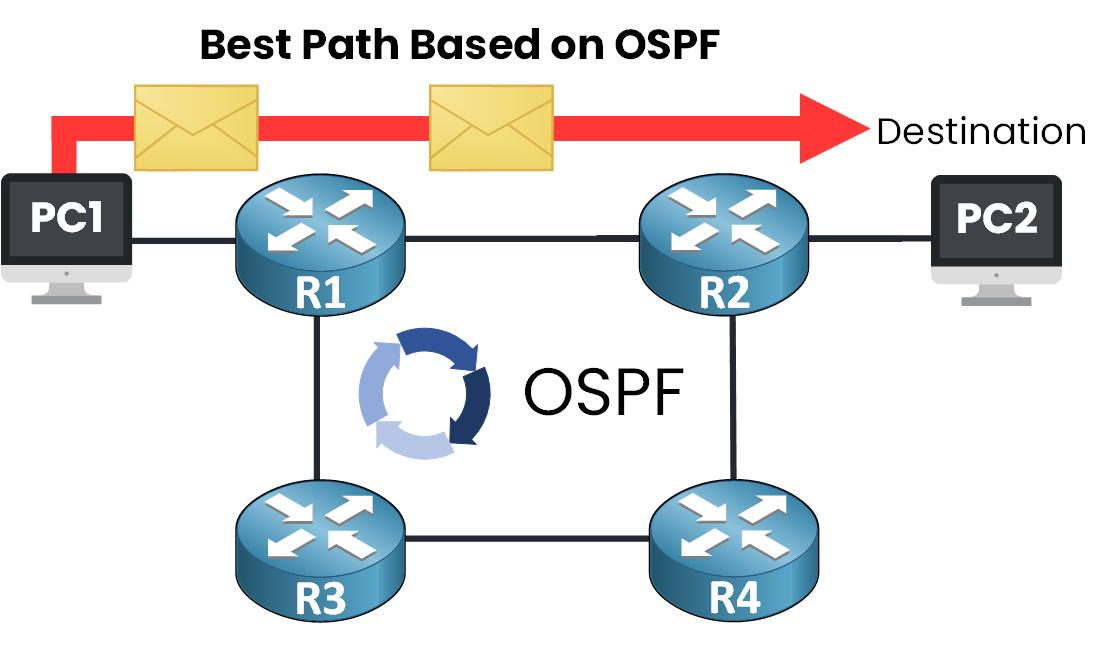 Best Path Based on OSPF
Destination
PC1
PC2
R1
R2
OSPF
R3
R4